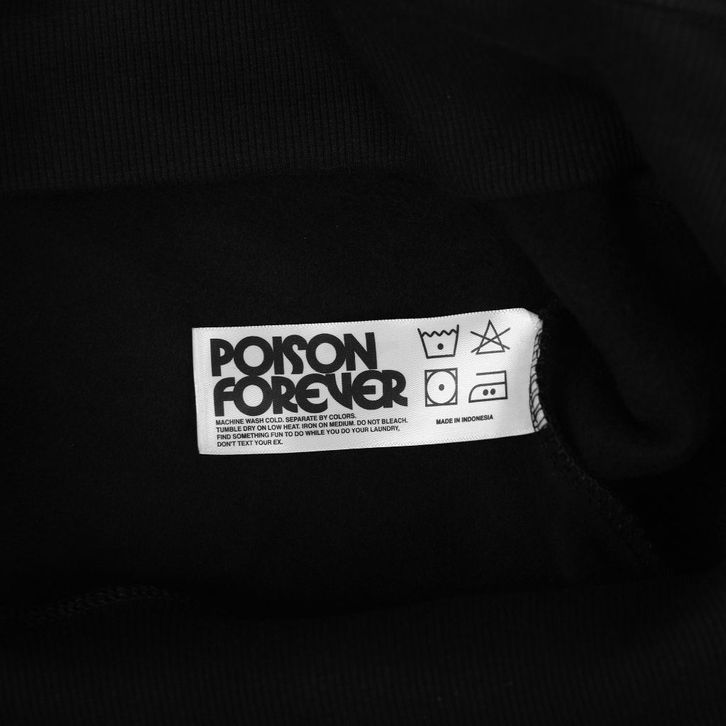 POISON
FOREVER
MACHINE WASH COLD. SEPARATE BY COLORS.
TUMBLE DRY ON LOW HEAT. IRON ON MEDIUM. DO NOT BLEACH.
FIND SOMETHING FUN TO DO WHILE YOU DO YOUR LAUNDRY,
DON'T TEXT YOUR EX.
MADE IN INDONESIA